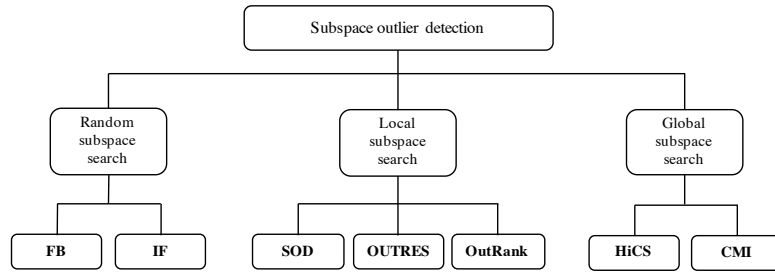 Subspace outlier detection
Random
subspace
search
Local
subspace
search
Global
subspace
search
FB
IF
SOD
OUTRES
OutRank
HiCS
CMI